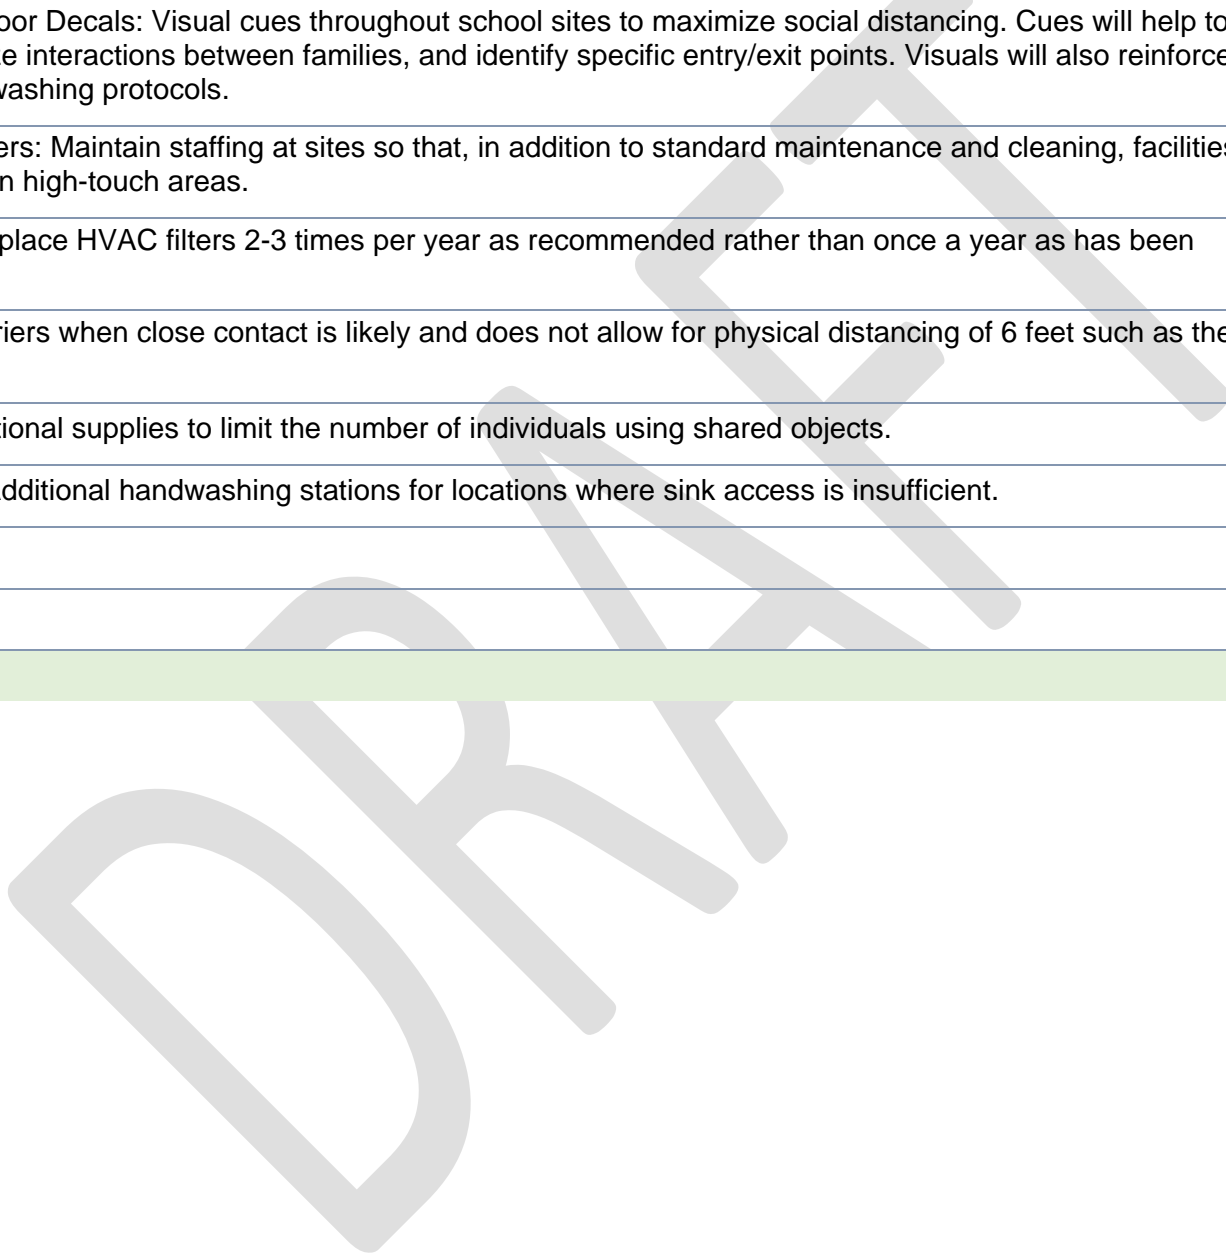 oor Decals: Visual cues throughout school sites to maximize social distancing. Cues will help to
e interactions between families, and identify specific entry/exit points. Visuals will also reinforce
washing protocols.
ers: Maintain staffing at sites so that, in addition to standard maintenance and cleaning, facilities
n high-touch areas.
place HVAC filters 2-3 times per year as recommended rather than once a year as has been
riers when close contact is likely and does not allow for physical distancing of 6 feet such as the
tional supplies to limit the number of individuals using shared objects.
additional handwashing stations for locations where sink access is insufficient.
DRAFT